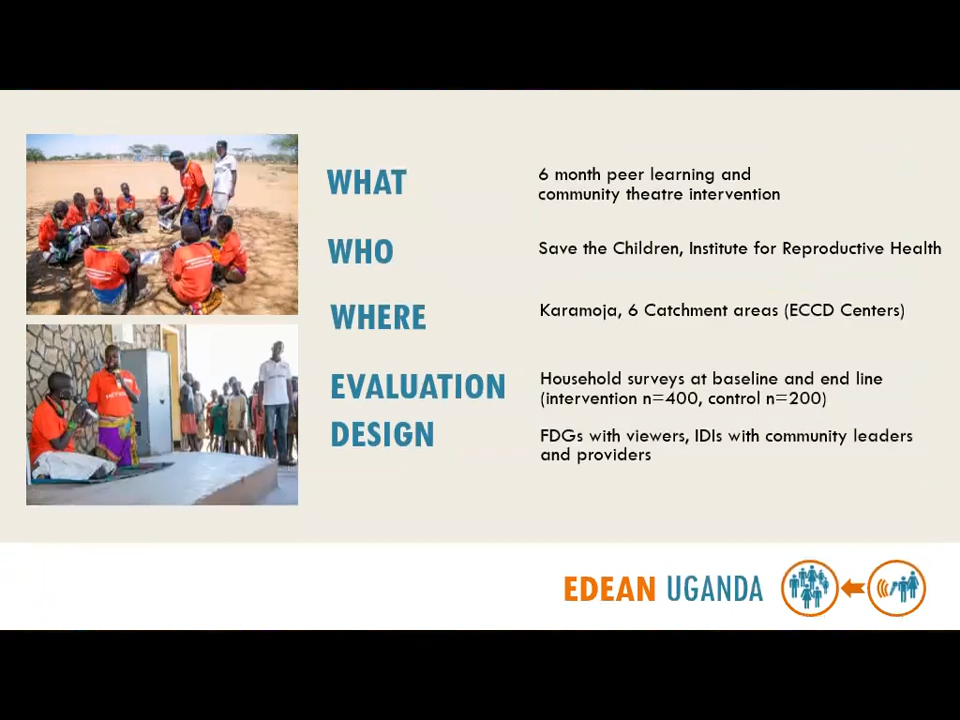 WHAT
6 month peer learning and
community theatre intervention
WHO
Save the Children, Institute for Reproductive Health
WHERE
Karamoja, 6 Catchment areas (ECCD Centers)
EVALUATION
DESIGN
Household surveys at baseline and end line
(intervention n=400, control n=200)
FDGs with viewers, IDIs with community leaders
and providers
EDEAN UGANDA